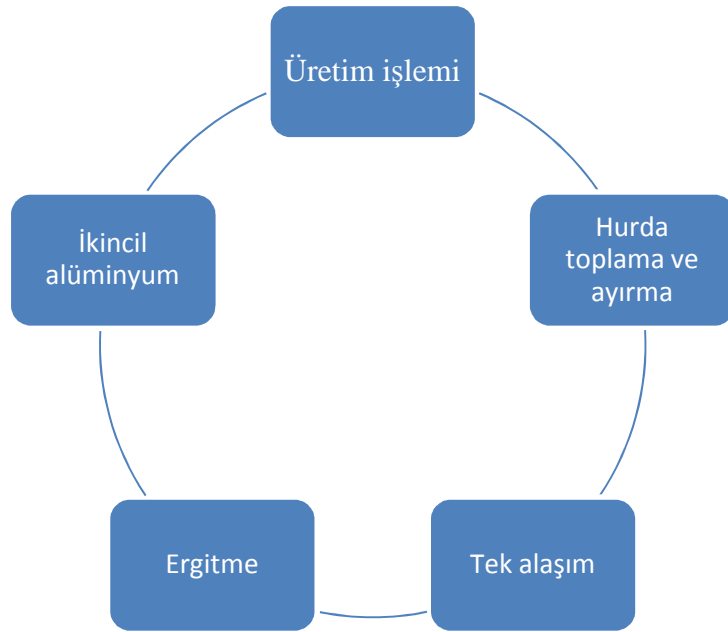 Üretim işlemi
Hurda
toplama ve
ayırma
Tek alaşım
Ergitme
İkincil
alüminyum